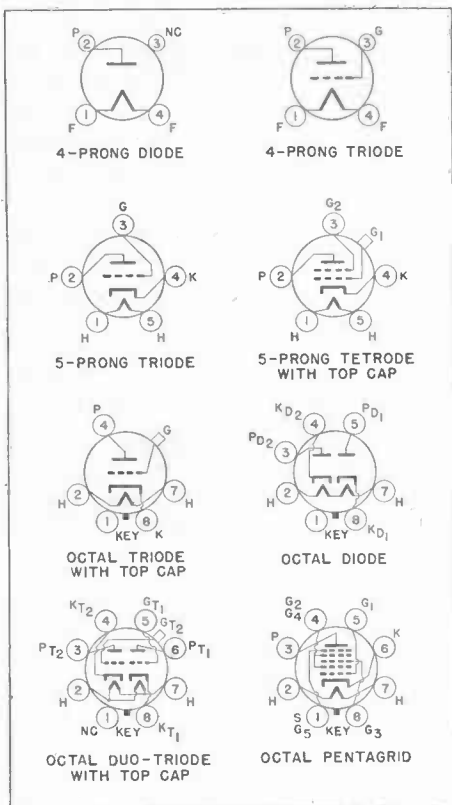 P NC
2 3
1 4
F F
4-PRONG DIODE
P G
2 3
1 4
F F
4-PRONG TRIODE
G
3
P 2 4 K
1 5
H H
5-PRONG TRIODE
G2
3 G1
P 2 4 K
1 5
H H
5-PRONG TETRODE
WITH TOP CAP
P
4 G
H 2 7 H
1 8
KEY K
OCTAL TRIODE
WITH TOP CAP
KD2 PD1
4 5
PD2
3
H 2 7 H
1 8
KEY KD1
OCTAL DIODE
KT2 GT1
4 5 GT2
PT2 3 6 PT1
H 2 7 H
NC 1 KEY 8 KT1
OCTAL DUO-TRIODE
WITH TOP CAP
G2
G4 G1
4 5 K
P 3 6
H 2 7 H
S 1 8
G5 KEY G3
OCTAL PENTAGRID